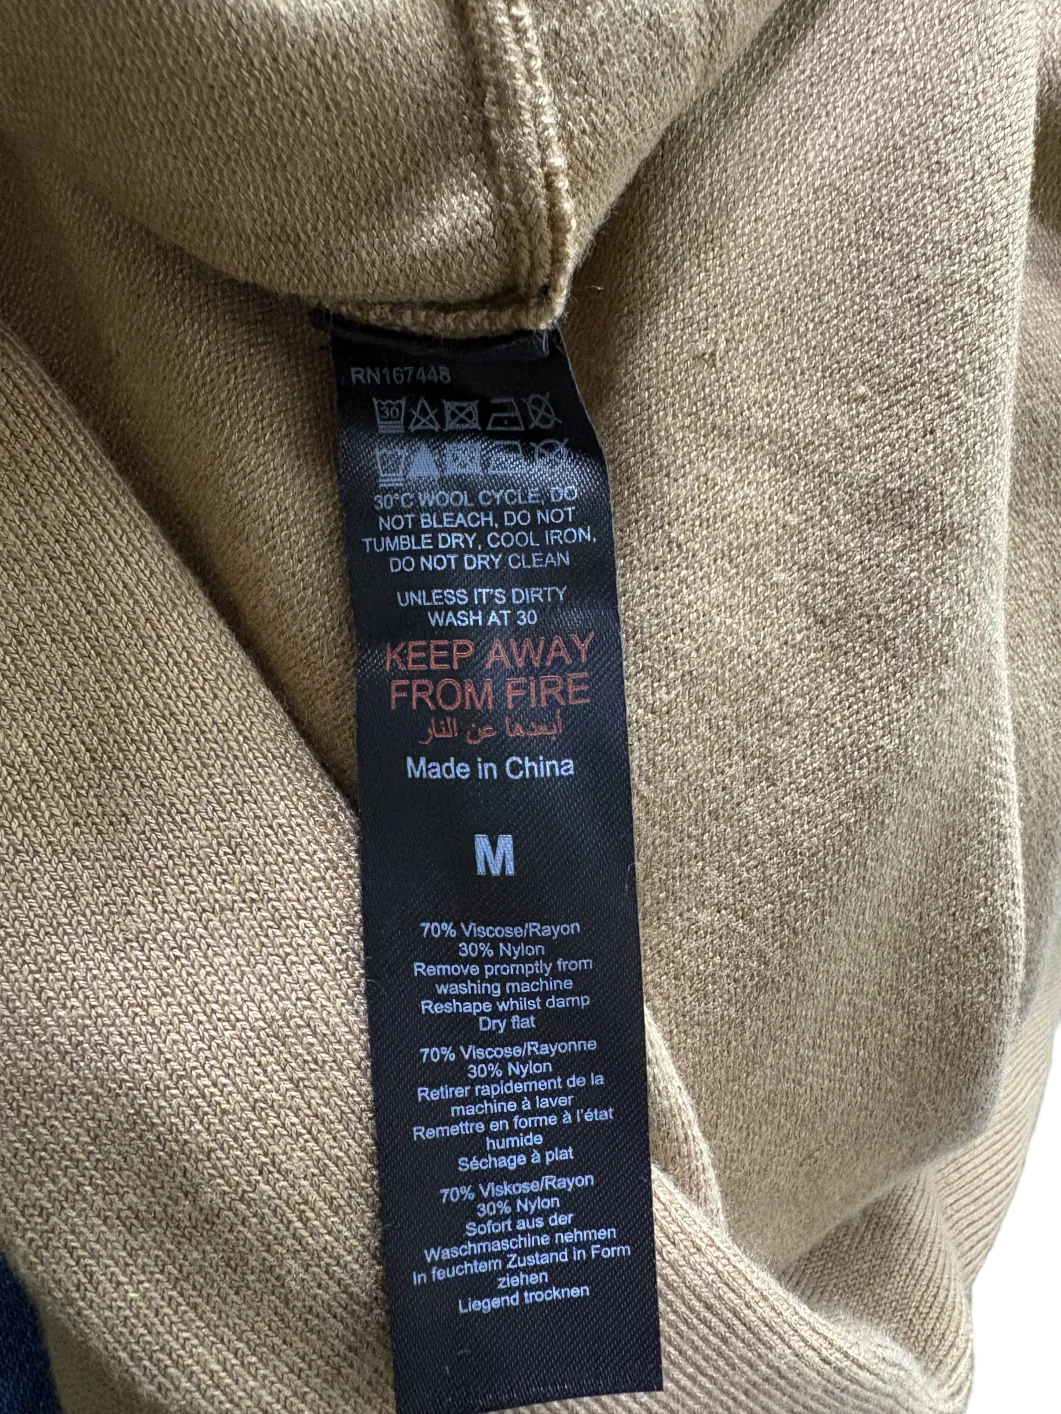 RN167448
30
30°C WOOL CYCLE, DO
NOT BLEACH, DO NOT
TUMBLE DRY, COOL IRON,
DO NOT DRY CLEAN
UNLESS IT'S DIRTY
WASH AT 30
KEEP AWAY
FROM FIRE
أبعدها عن النار
Made in China
M
70% Viscose/Rayon
30% Nylon
Remove promptly from
washing machine
Reshape whilst damp
Dry flat
70% Viscose/Rayonne
30% Nylon
Retirer rapidement de la
machine à laver
Remettre en forme à l'état
humide
Séchage à plat
70% Viskose/Rayon
30% Nylon
Sofort aus der
Waschmaschine nehmen
In feuchtem Zustand in Form
ziehen
Liegend trocknen